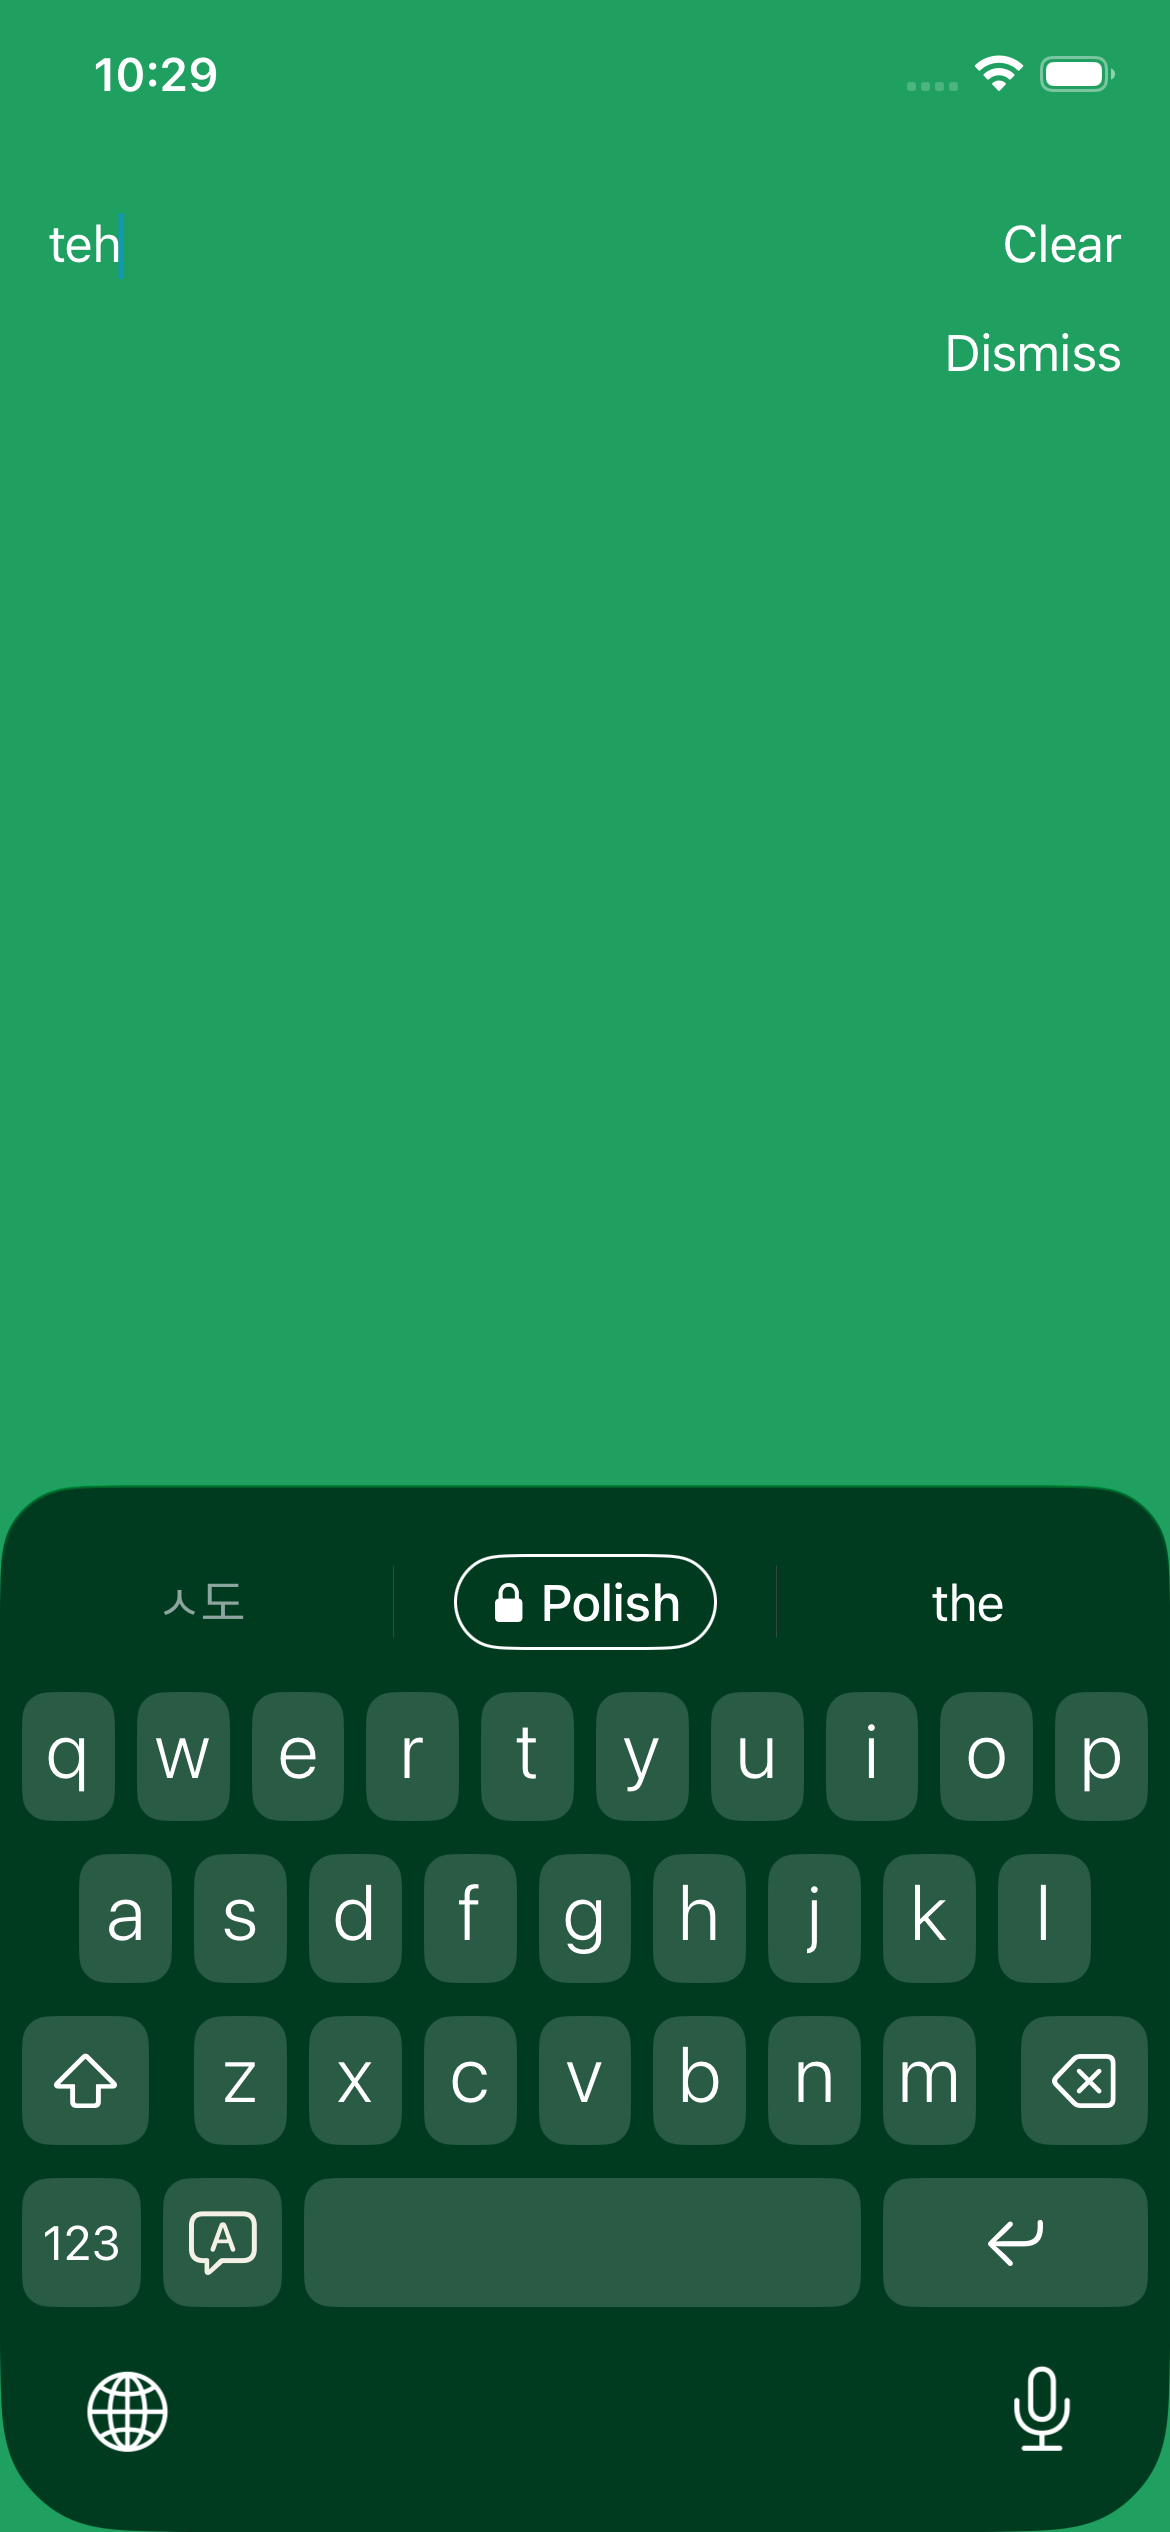 10:29
teh
Clear
Dismiss
ㅅ도
Polish
the
q w e r t y u i o p
a s d f g h j k l
z x c v b n m
123
A